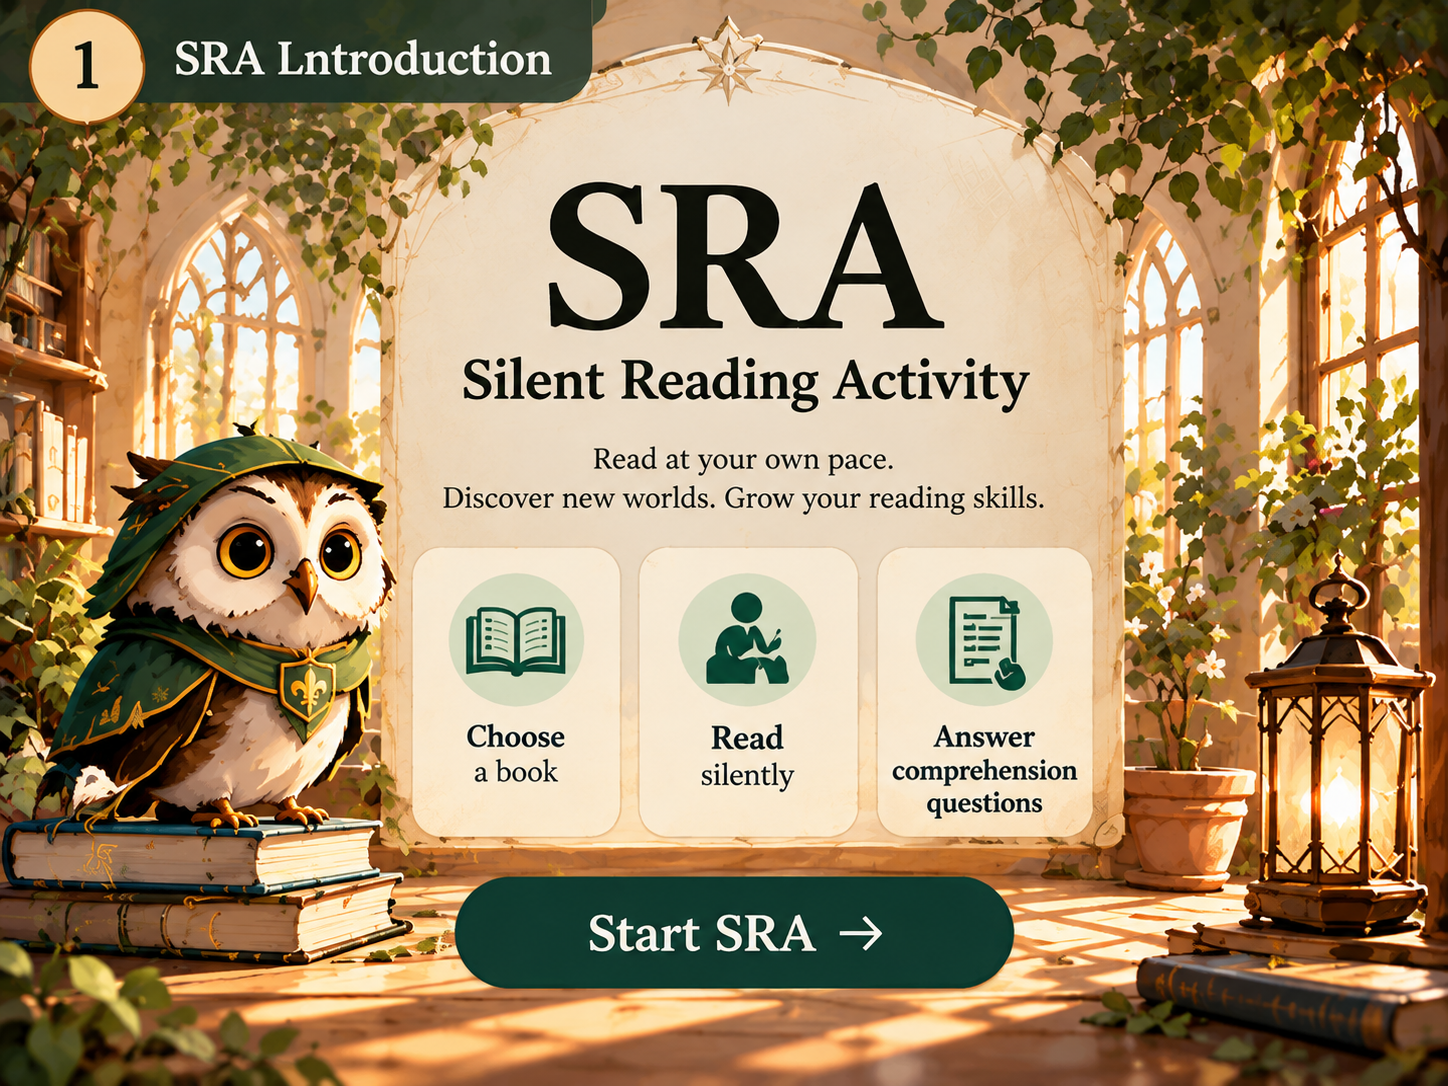 1
SRA Lntroduction
SRA
Silent Reading Activity
Read at your own pace.
Discover new worlds. Grow your reading skills.
Choose
a book
Read
silently
Answer
comprehension
questions
Start SRA →